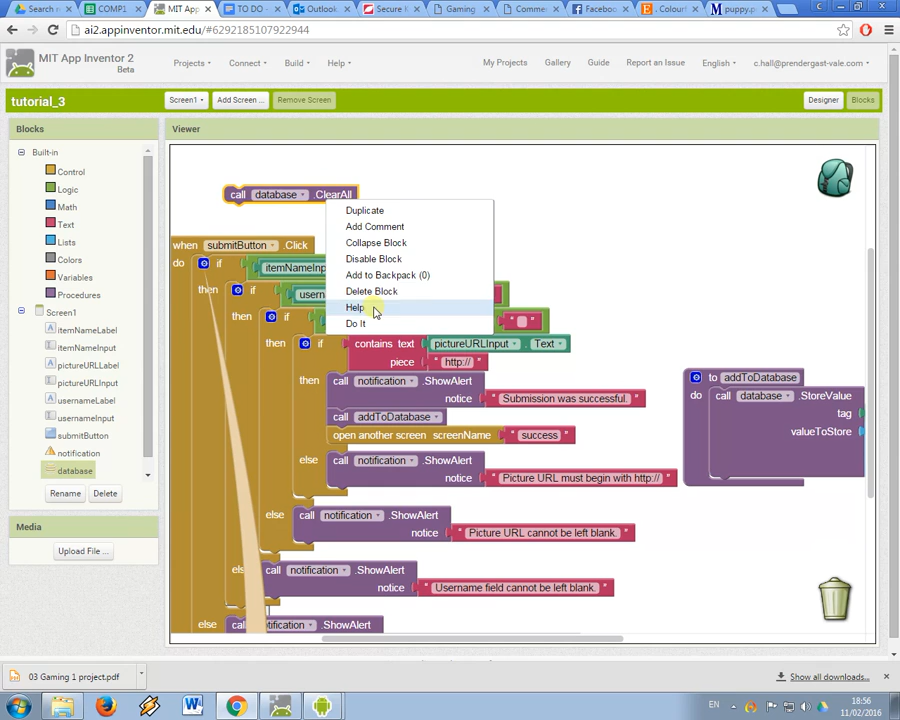 Search m
COMP1
MIT Ap
TO DO -
Outlook
Secure
Gaming
Comme
Faceboo
. Colourf
puppy.p
ai2.appinventor.mit.edu/#6292185107922944
MIT App Inventor 2
Beta
Projects
Connect
Build
Help
My Projects
Gallery
Guide
Report an Issue
English
c.hall@prendergast-vale.com
tutorial_3
Screen1
Add Screen ...
Remove Screen
Designer
Blocks
Blocks
Viewer
Built-in
Control
Logic
Math
Text
Lists
Colors
Variables
Procedures
Screen1
itemNameLabel
itemNameInput
pictureURLLabel
pictureURLInput
usernameLabel
usernameInput
submitButton
notification
database
Rename
Delete
Media
Upload File ...
call database .ClearAll
Duplicate
Add Comment
Collapse Block
Disable Block
Add to Backpack (0)
Delete Block
Help
Do It
when submitButton .Click
do if itemNameInp
then if userna
then if " "
then if contains text pictureURLInput . Text
piece " http:// "
then call notification .ShowAlert
notice " Submission was successful. "
call addToDatabase
open another screen screenName " success "
else call notification .ShowAlert
notice " Picture URL must begin with http:// "
else call notification .ShowAlert
notice " Picture URL cannot be left blank. "
els call notification .ShowAlert
notice " Username field cannot be left blank. "
else call notification .ShowAlert
to addToDatabase
do call database .StoreValue
tag
valueToStore
03 Gaming 1 project.pdf
Show all downloads...
EN
18:56
11/02/2016